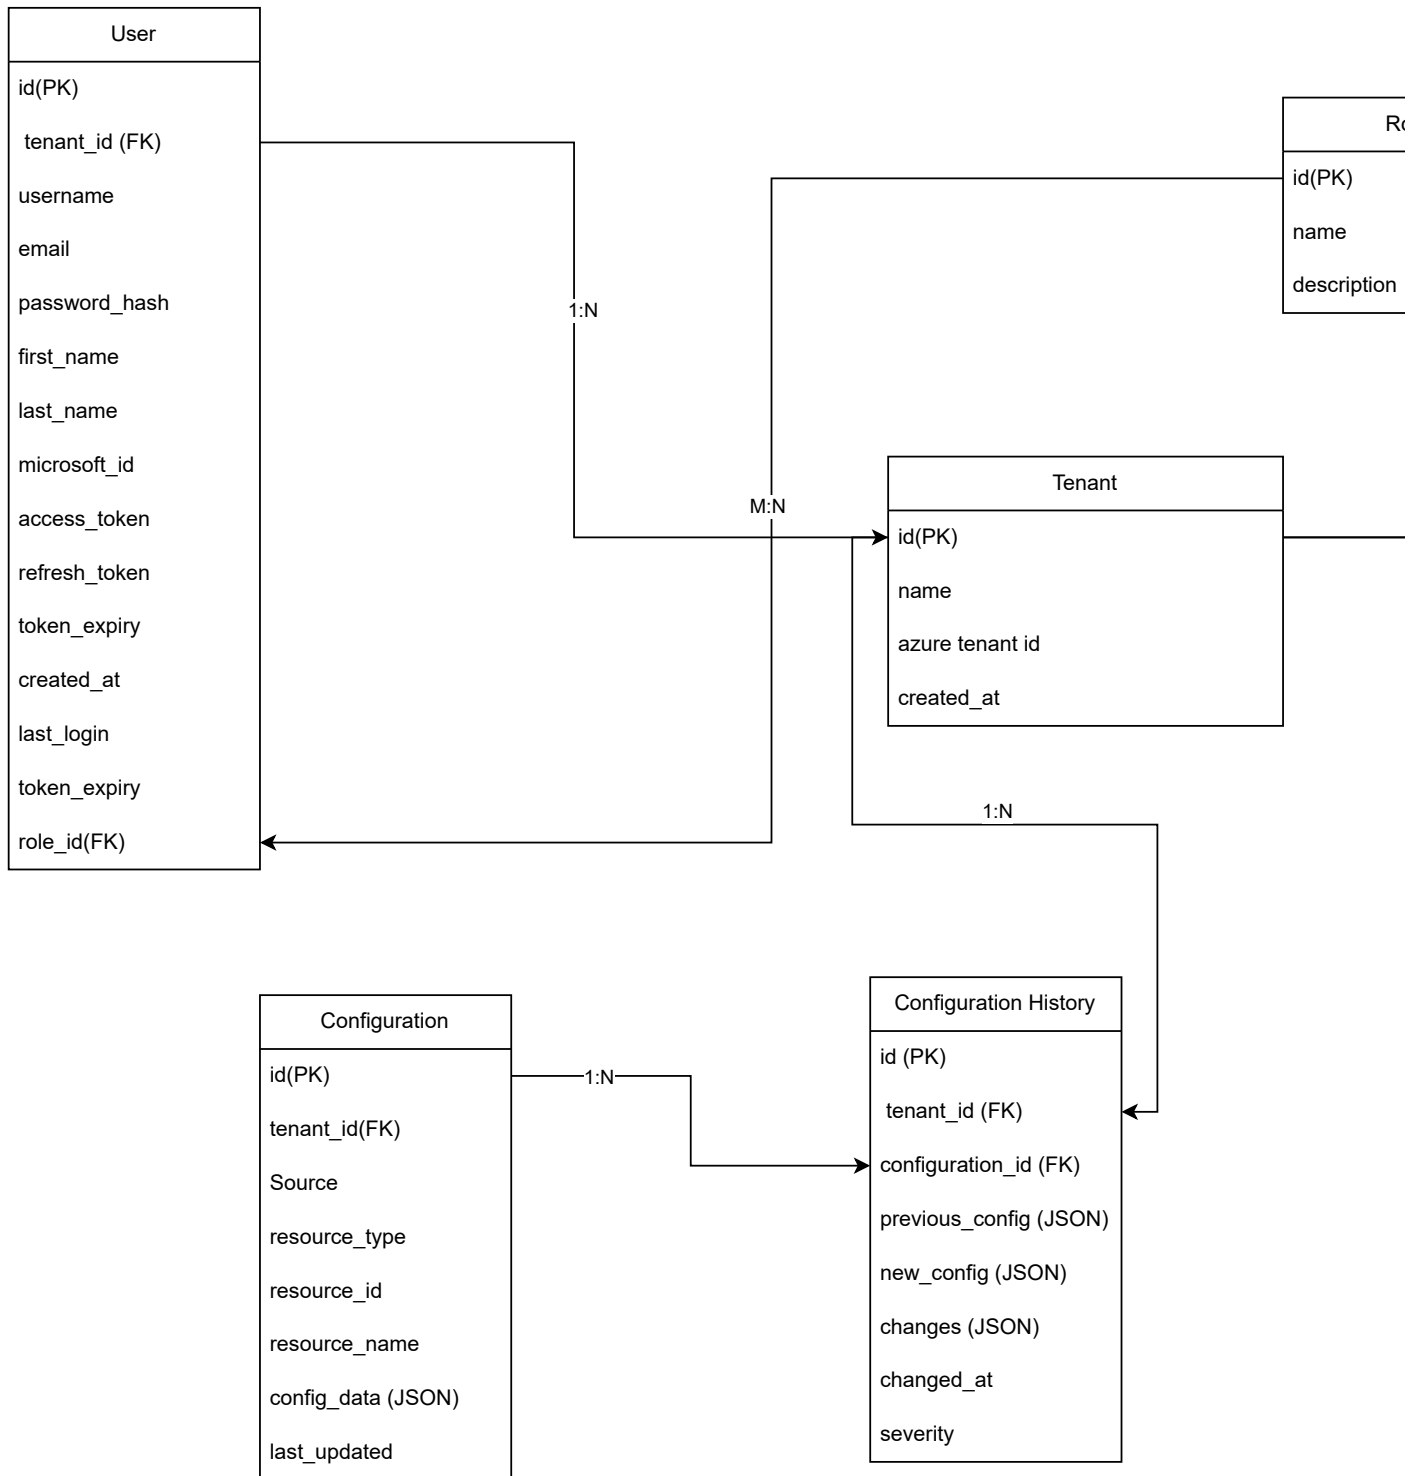 User
id(PK)
tenant_id (FK)
username
email
password_hash
first_name
last_name
microsoft_id
access_token
refresh_token
token_expiry
created_at
last_login
token_expiry
role_id(FK)
1:N
M:N
id(PK)
name
description
Tenant
id(PK)
name
azure tenant id
created_at
1:N
Configuration
id(PK)
tenant_id(FK)
Source
resource_type
resource_id
resource_name
config_data (JSON)
last_updated
1:N
Configuration History
id (PK)
tenant_id (FK)
configuration_id (FK)
previous_config (JSON)
new_config (JSON)
changes (JSON)
changed_at
severity